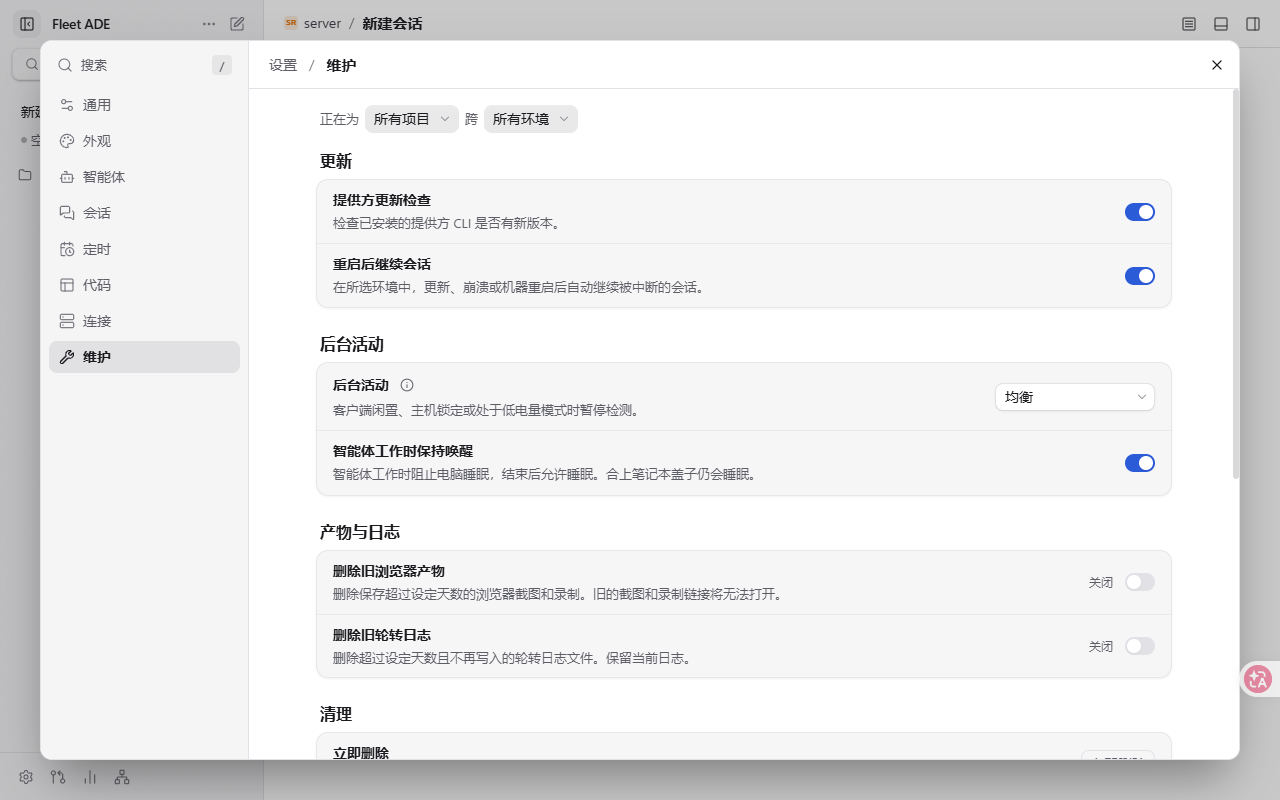 Fleet ADE
SR server / 新建会话
搜索 /
通用
外观
智能体
会话
定时
代码
连接
维护
设置 / 维护
正在为 所有项目 跨 所有环境
更新
提供方更新检查
检查已安装的提供方 CLI 是否有新版本。
重启后继续会话
在所选环境中，更新、崩溃或机器重启后自动继续被中断的会话。
后台活动
后台活动
客户端闲置、主机锁定或处于低电量模式时暂停检测。
均衡
智能体工作时保持唤醒
智能体工作时阻止电脑睡眠，结束后允许睡眠。合上笔记本盖子仍会睡眠。
产物与日志
删除旧浏览器产物
删除保存超过设定天数的浏览器截图和录制。旧的截图和录制链接将无法打开。
关闭
删除旧轮转日志
删除超过设定天数且不再写入的轮转日志文件。保留当前日志。
关闭
清理
立即删除